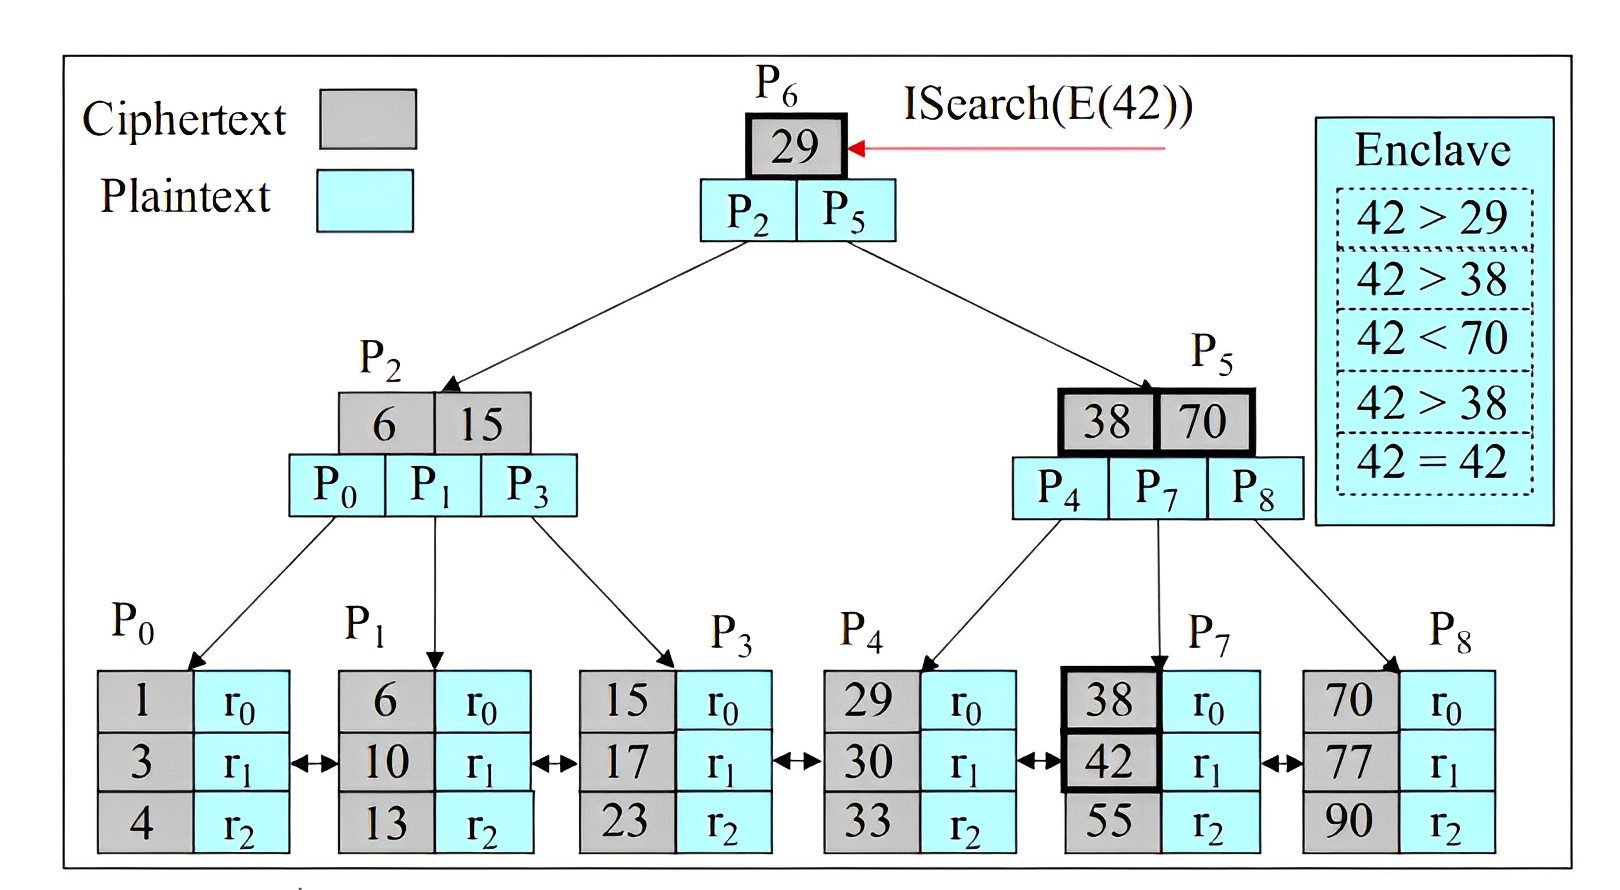 Ciphertext
Plaintext
P6
29
ISearch(E(42))
P2 P5
Enclave
42 > 29
42 > 38
42 < 70
42 > 38
42 = 42
P2
6 15
P0 P1 P3
P5
38 70
P4 P7 P8
P0
1 r0
3 r1
4 r2
P1
6 r0
10 r1
13 r2
P3
15 r0
17 r1
23 r2
P4
29 r0
30 r1
33 r2
P7
38 r0
42 r1
55 r2
P8
70 r0
77 r1
90 r2